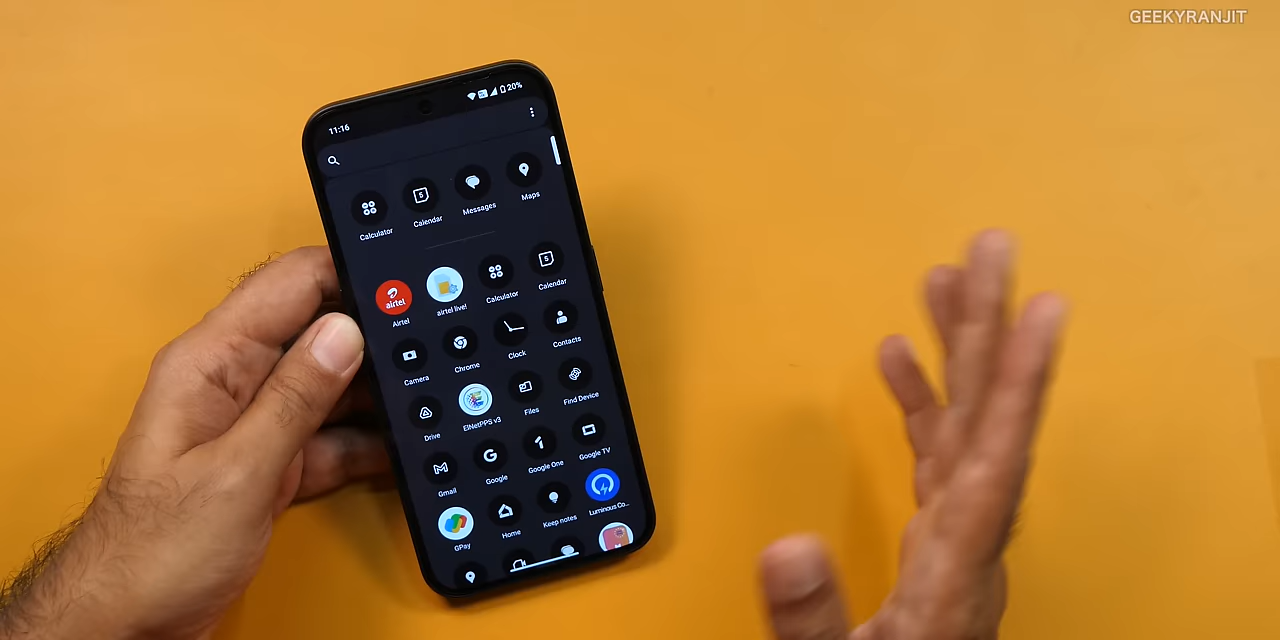 GEEKYRANJIT
11:16
20%
Calculator
Calendar
Messages
Maps
airtel
Airtel
airtel live!
Calculator
Calendar
Camera
Chrome
Clock
Contacts
Drive
ElNetPPS v3
Files
Find Device
Gmail
Google
Google One
Google TV
GPay
Home
Keep notes
Luminous Co...